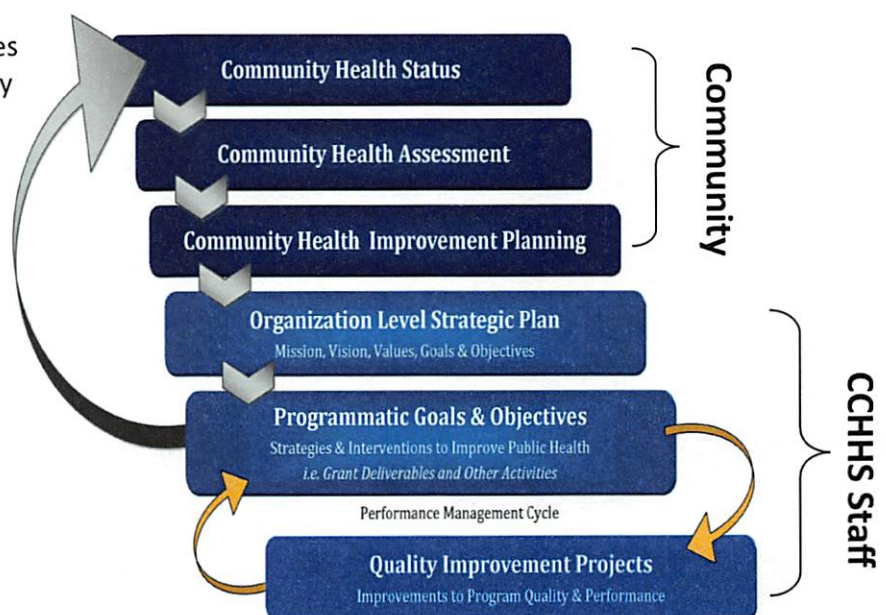 es
y
Community Health Status
Community Health Assessment
Community Health Improvement Planning
Community
Organization Level Strategic Plan
Mission, Vision, Values, Goals & Objectives
Programmatic Goals & Objectives
Strategies & Interventions to Improve Public Health
i.e. Grant Deliverables and Other Activities
Performance Management Cycle
Quality Improvement Projects
Improvements to Program Quality & Performance
CCHHS Staff